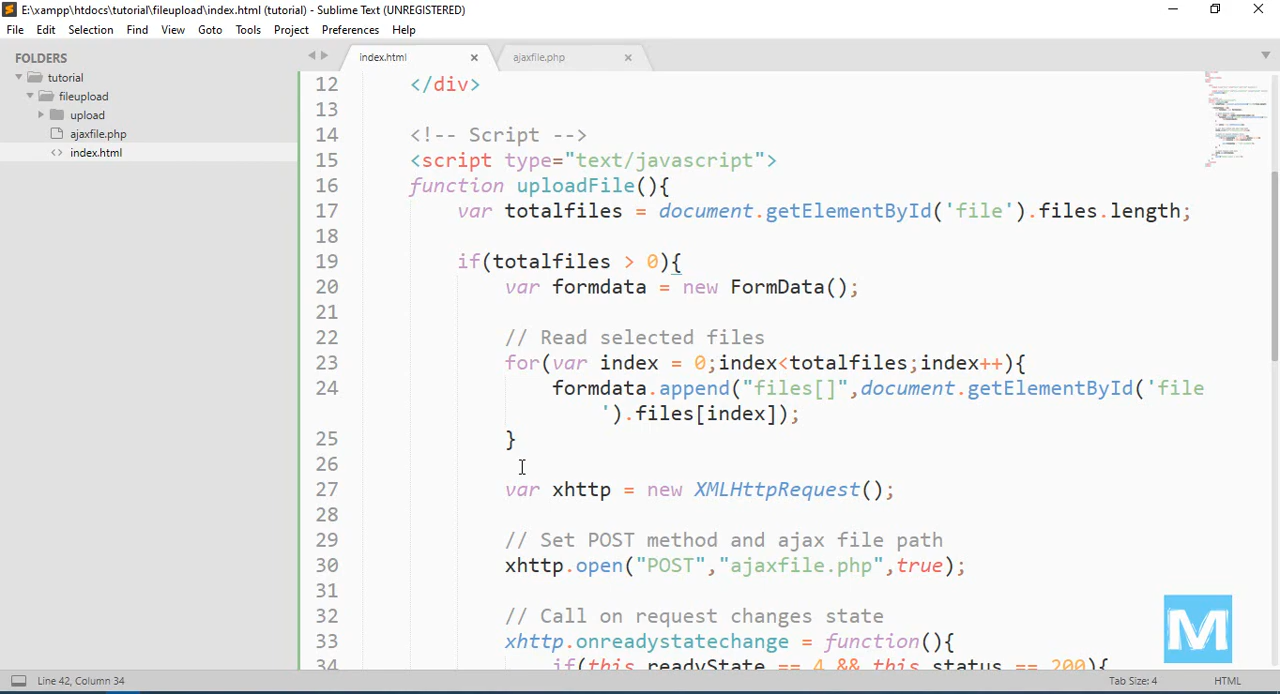 E:\xampp\htdocs\tutorial\fileupload\index.html (tutorial) - Sublime Text (UNREGISTERED)
File Edit Selection Find View Goto Tools Project Preferences Help
FOLDERS
tutorial
fileupload
upload
ajaxfile.php
<> index.html
index.html × ajaxfile.php ×
12 </div>
13
14 <!-- Script -->
15 <script type="text/javascript">
16 function uploadFile(){
17 var totalfiles = document.getElementById('file').files.length;
18
19 if(totalfiles > 0){
20 var formdata = new FormData();
21
22 // Read selected files
23 for(var index = 0;index<totalfiles;index++){
24 formdata.append("files[]",document.getElementById('file
').files[index]);
25 }
26
27 var xhttp = new XMLHttpRequest();
28
29 // Set POST method and ajax file path
30 xhttp.open("POST","ajaxfile.php",true);
31
32 // Call on request changes state
33 xhttp.onreadystatechange = function(){
34 if(this.readyState == 4 && this.status == 200){
M
Line 42, Column 34
Tab Size: 4
HTML